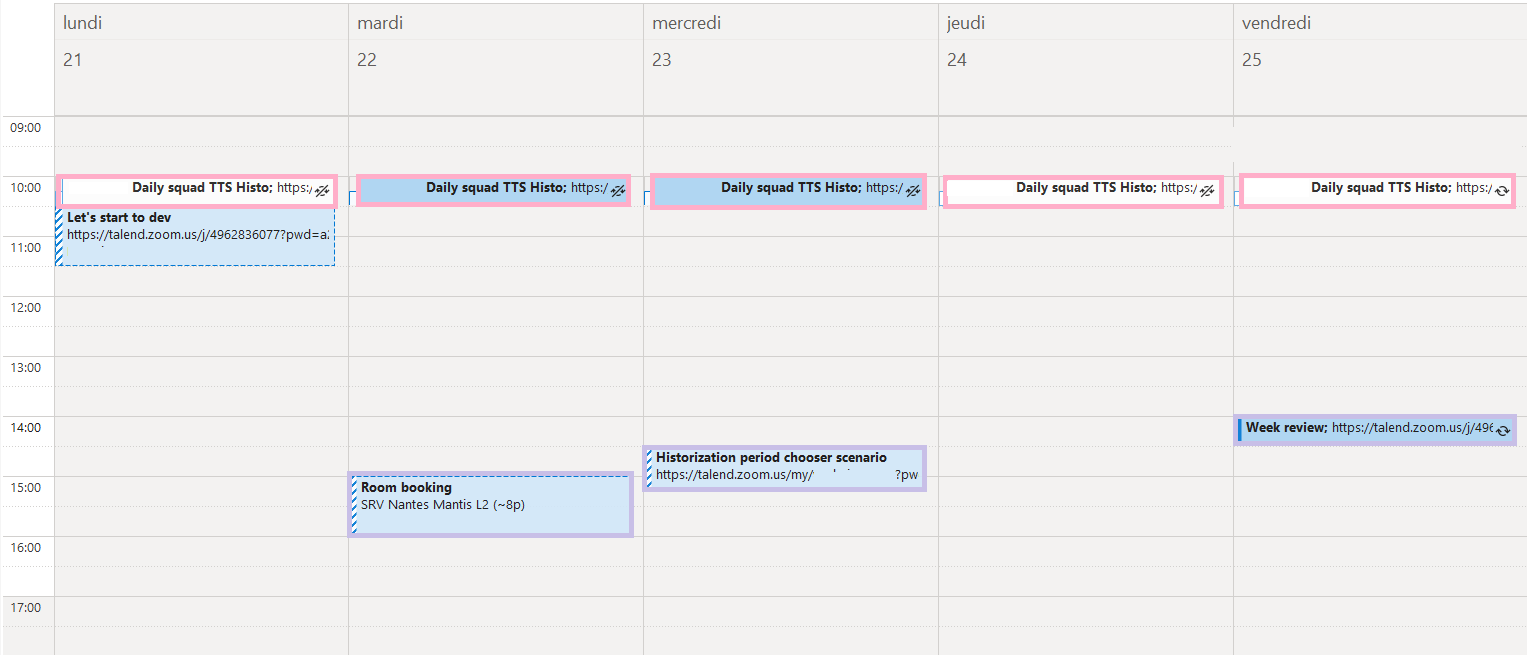 lundi
mardi
mercredi
jeudi
vendredi
21
22
23
24
25
09:00
10:00
Daily squad TTS Histo; https:/
Daily squad TTS Histo; https:/
Daily squad TTS Histo; https:/
Daily squad TTS Histo; https:/
Daily squad TTS Histo; https:/
Let's start to dev
https://talend.zoom.us/j/4962836077?pwd=a
11:00
12:00
13:00
14:00
Week review; https://talend.zoom.us/j/496
Historization period chooser scenario
https://talend.zoom.us/my/ ?pw
15:00
Room booking
SRV Nantes Mantis L2 (~8p)
16:00
17:00